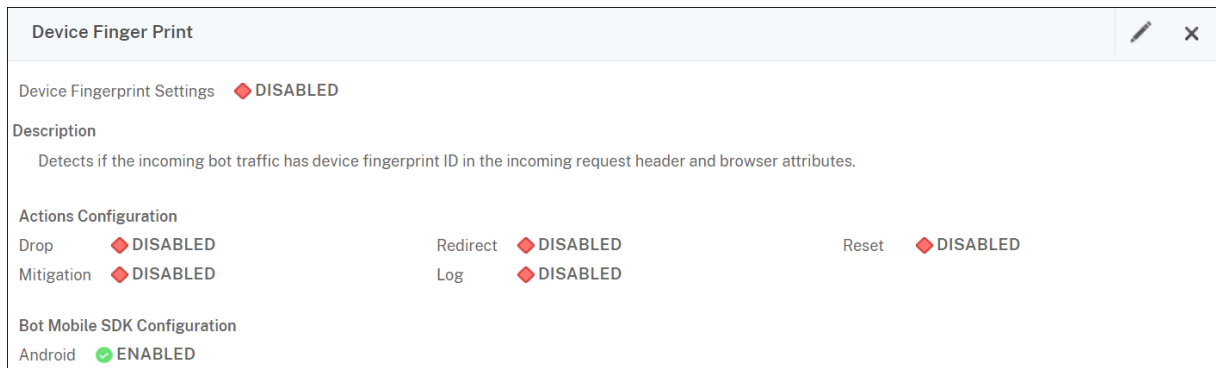 Device Finger Print
Device Fingerprint Settings DISABLED
Description
Detects if the incoming bot traffic has device fingerprint ID in the incoming request header and browser attributes.
Actions Configuration
Drop DISABLED Redirect DISABLED Reset DISABLED
Mitigation DISABLED Log DISABLED
Bot Mobile SDK Configuration
Android ENABLED